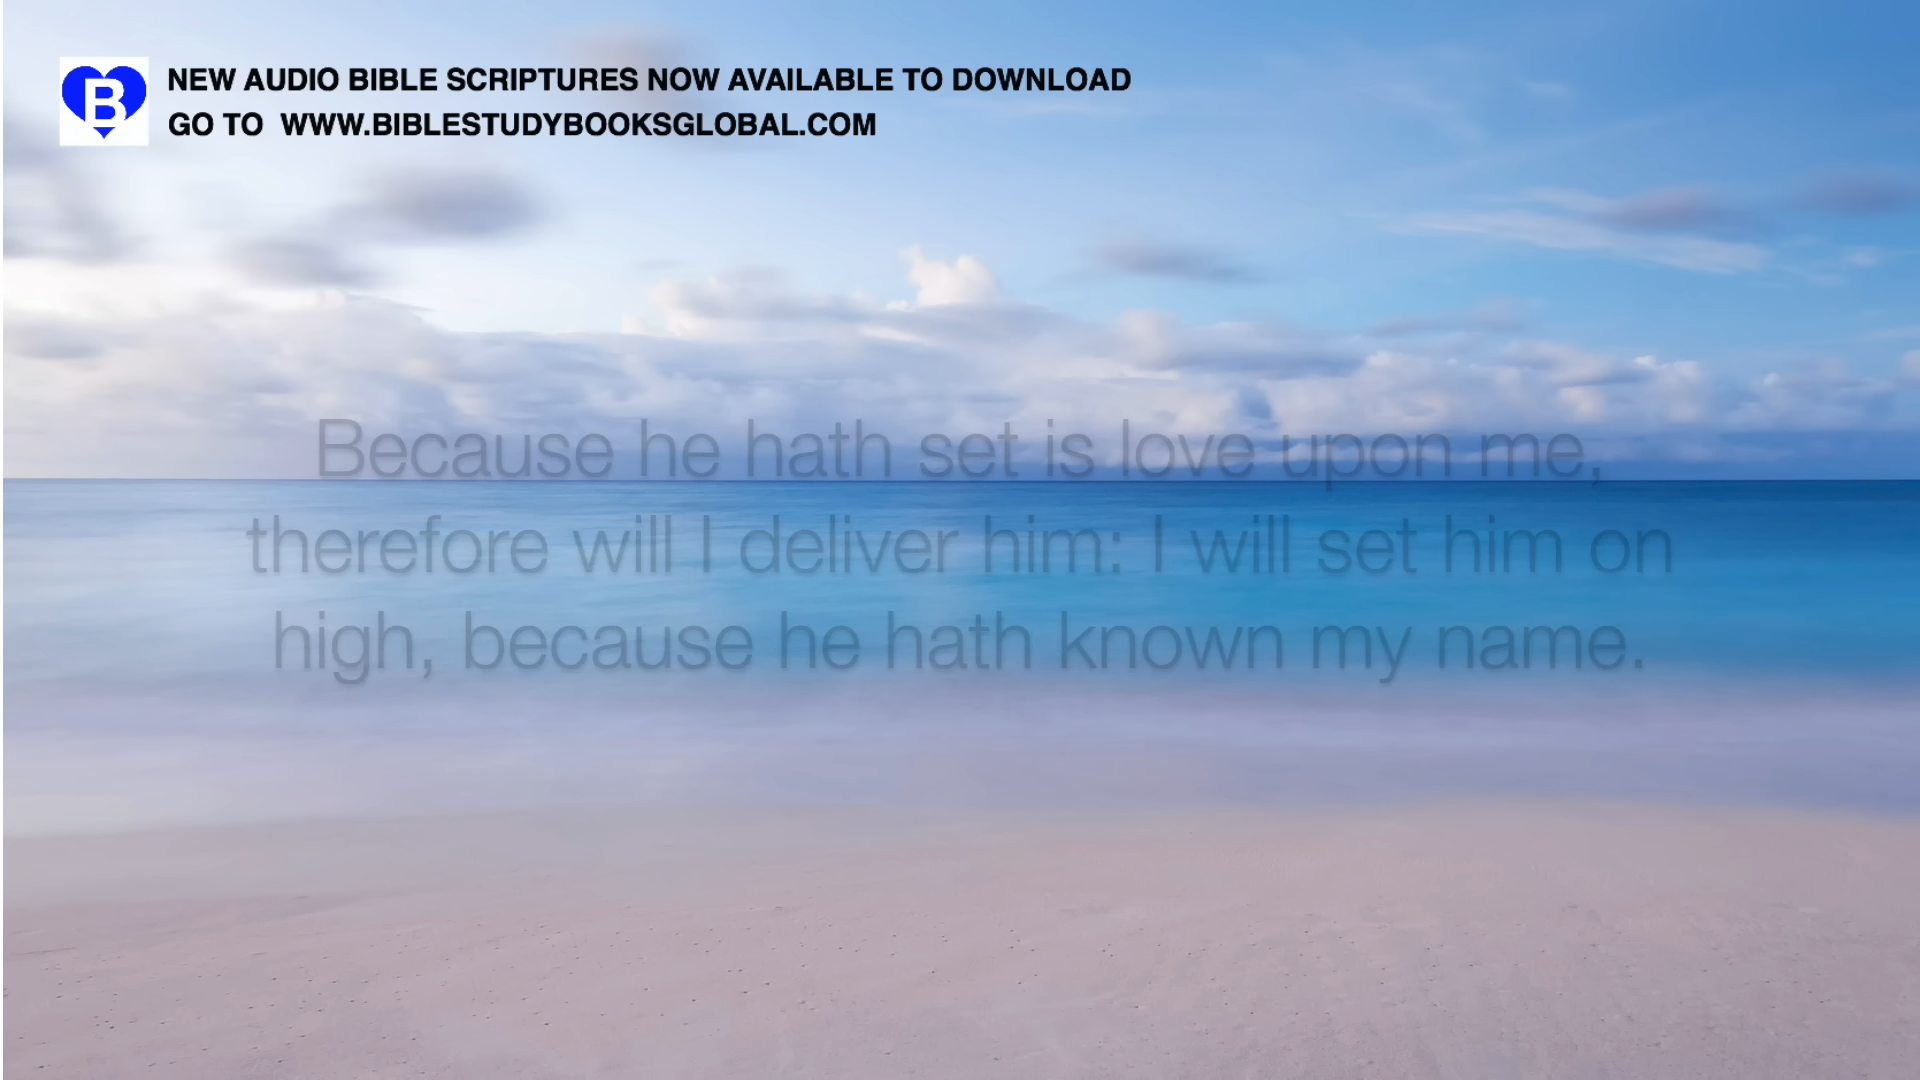 B
NEW AUDIO BIBLE SCRIPTURES NOW AVAILABLE TO DOWNLOAD
GO TO WWW.BIBLESTUDYBOOKSGLOBAL.COM
Because he hath set is love upon me,
therefore will I deliver him: I will set him on
high, because he hath known my name.